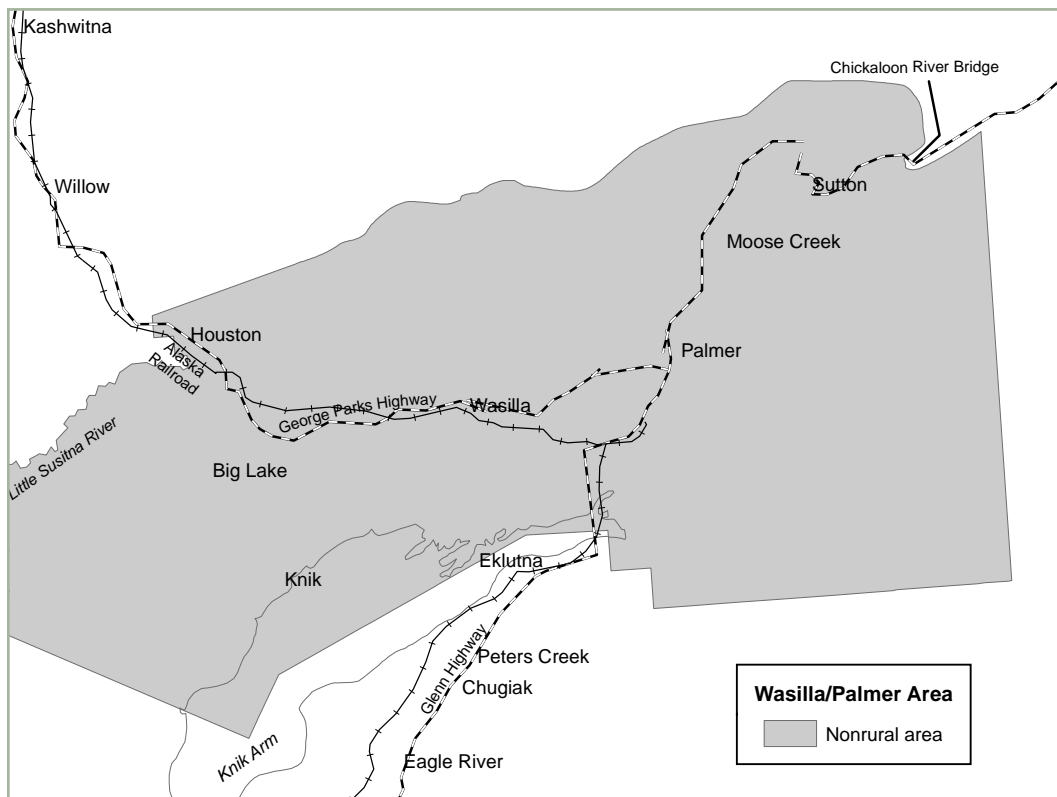 Kashwitna
Chickaloon River Bridge
Willow
Sutton
Moose Creek
Houston
Alaska
Railroad
Palmer
George Parks Highway
Wasilla
Little Susitna River
Big Lake
Eklutna
Knik
Glenn Highway
Peters Creek
Chugiak
Knik Arm
Eagle River
Wasilla/Palmer Area
Nonrural area